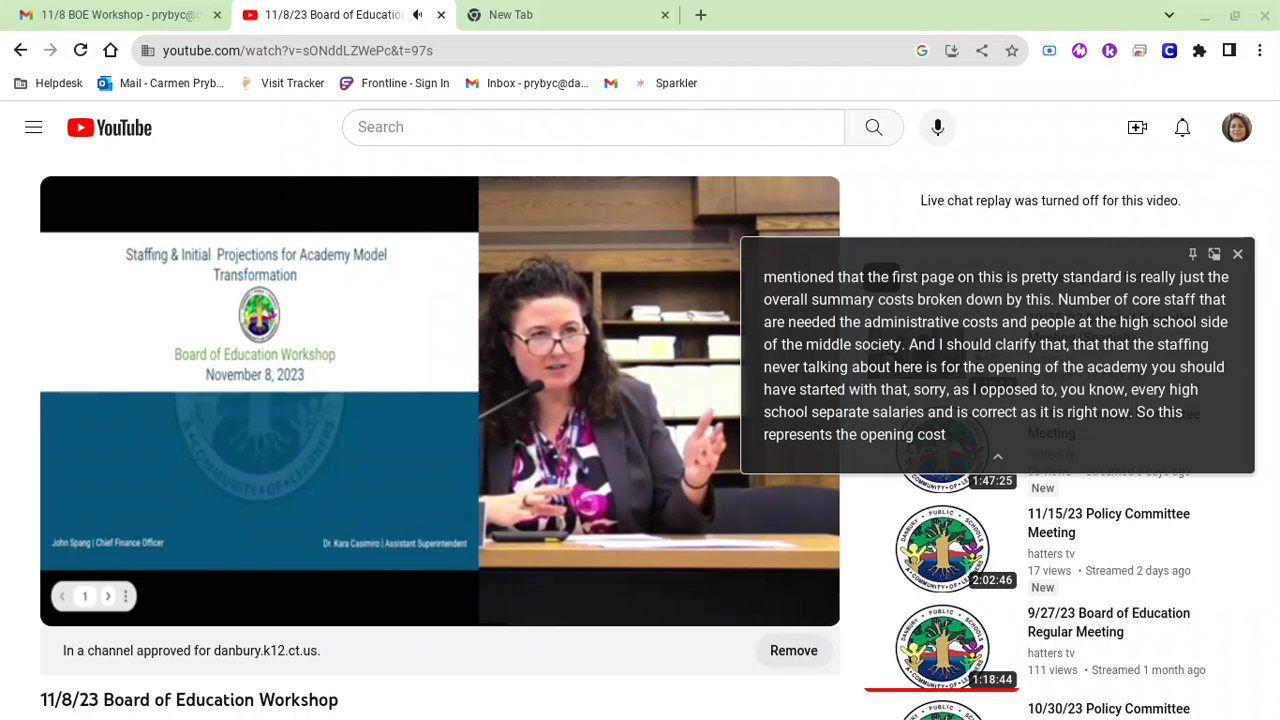 11/8 BOE Workshop - prybyc@d
11/8/23 Board of Education
New Tab
youtube.com/watch?v=sONddLZWePc&t=97s
Helpdesk
Mail - Carmen Pryb...
Visit Tracker
Frontline - Sign In
Inbox - prybyc@da...
Sparkler
YouTube
Search
Live chat replay was turned off for this video.
Staffing & Initial Projections for Academy Model
Transformation
Board of Education Workshop
November 8, 2023
John Spang | Chief Finance Officer
Dr. Kara Casimiro | Assistant Superintendent
A COMMUNITY OF LEARNERS
1
mentioned that the first page on this is pretty standard is really just the
overall summary costs broken down by this. Number of core staff that
are needed the administrative costs and people at the high school side
of the middle society. And I should clarify that, that that the staffing
never talking about here is for the opening of the academy you should
have started with that, sorry, as I opposed to, you know, every high
school separate salaries and is correct as it is right now. So this
represents the opening cost
Meeting
hatters tv
1:47:25
New
11/15/23 Policy Committee
Meeting
hatters tv
17 views • Streamed 2 days ago
2:02:46
New
9/27/23 Board of Education
Regular Meeting
hatters tv
111 views • Streamed 1 month ago
1:18:44
10/30/23 Policy Committee
In a channel approved for danbury.k12.ct.us.
Remove
11/8/23 Board of Education Workshop